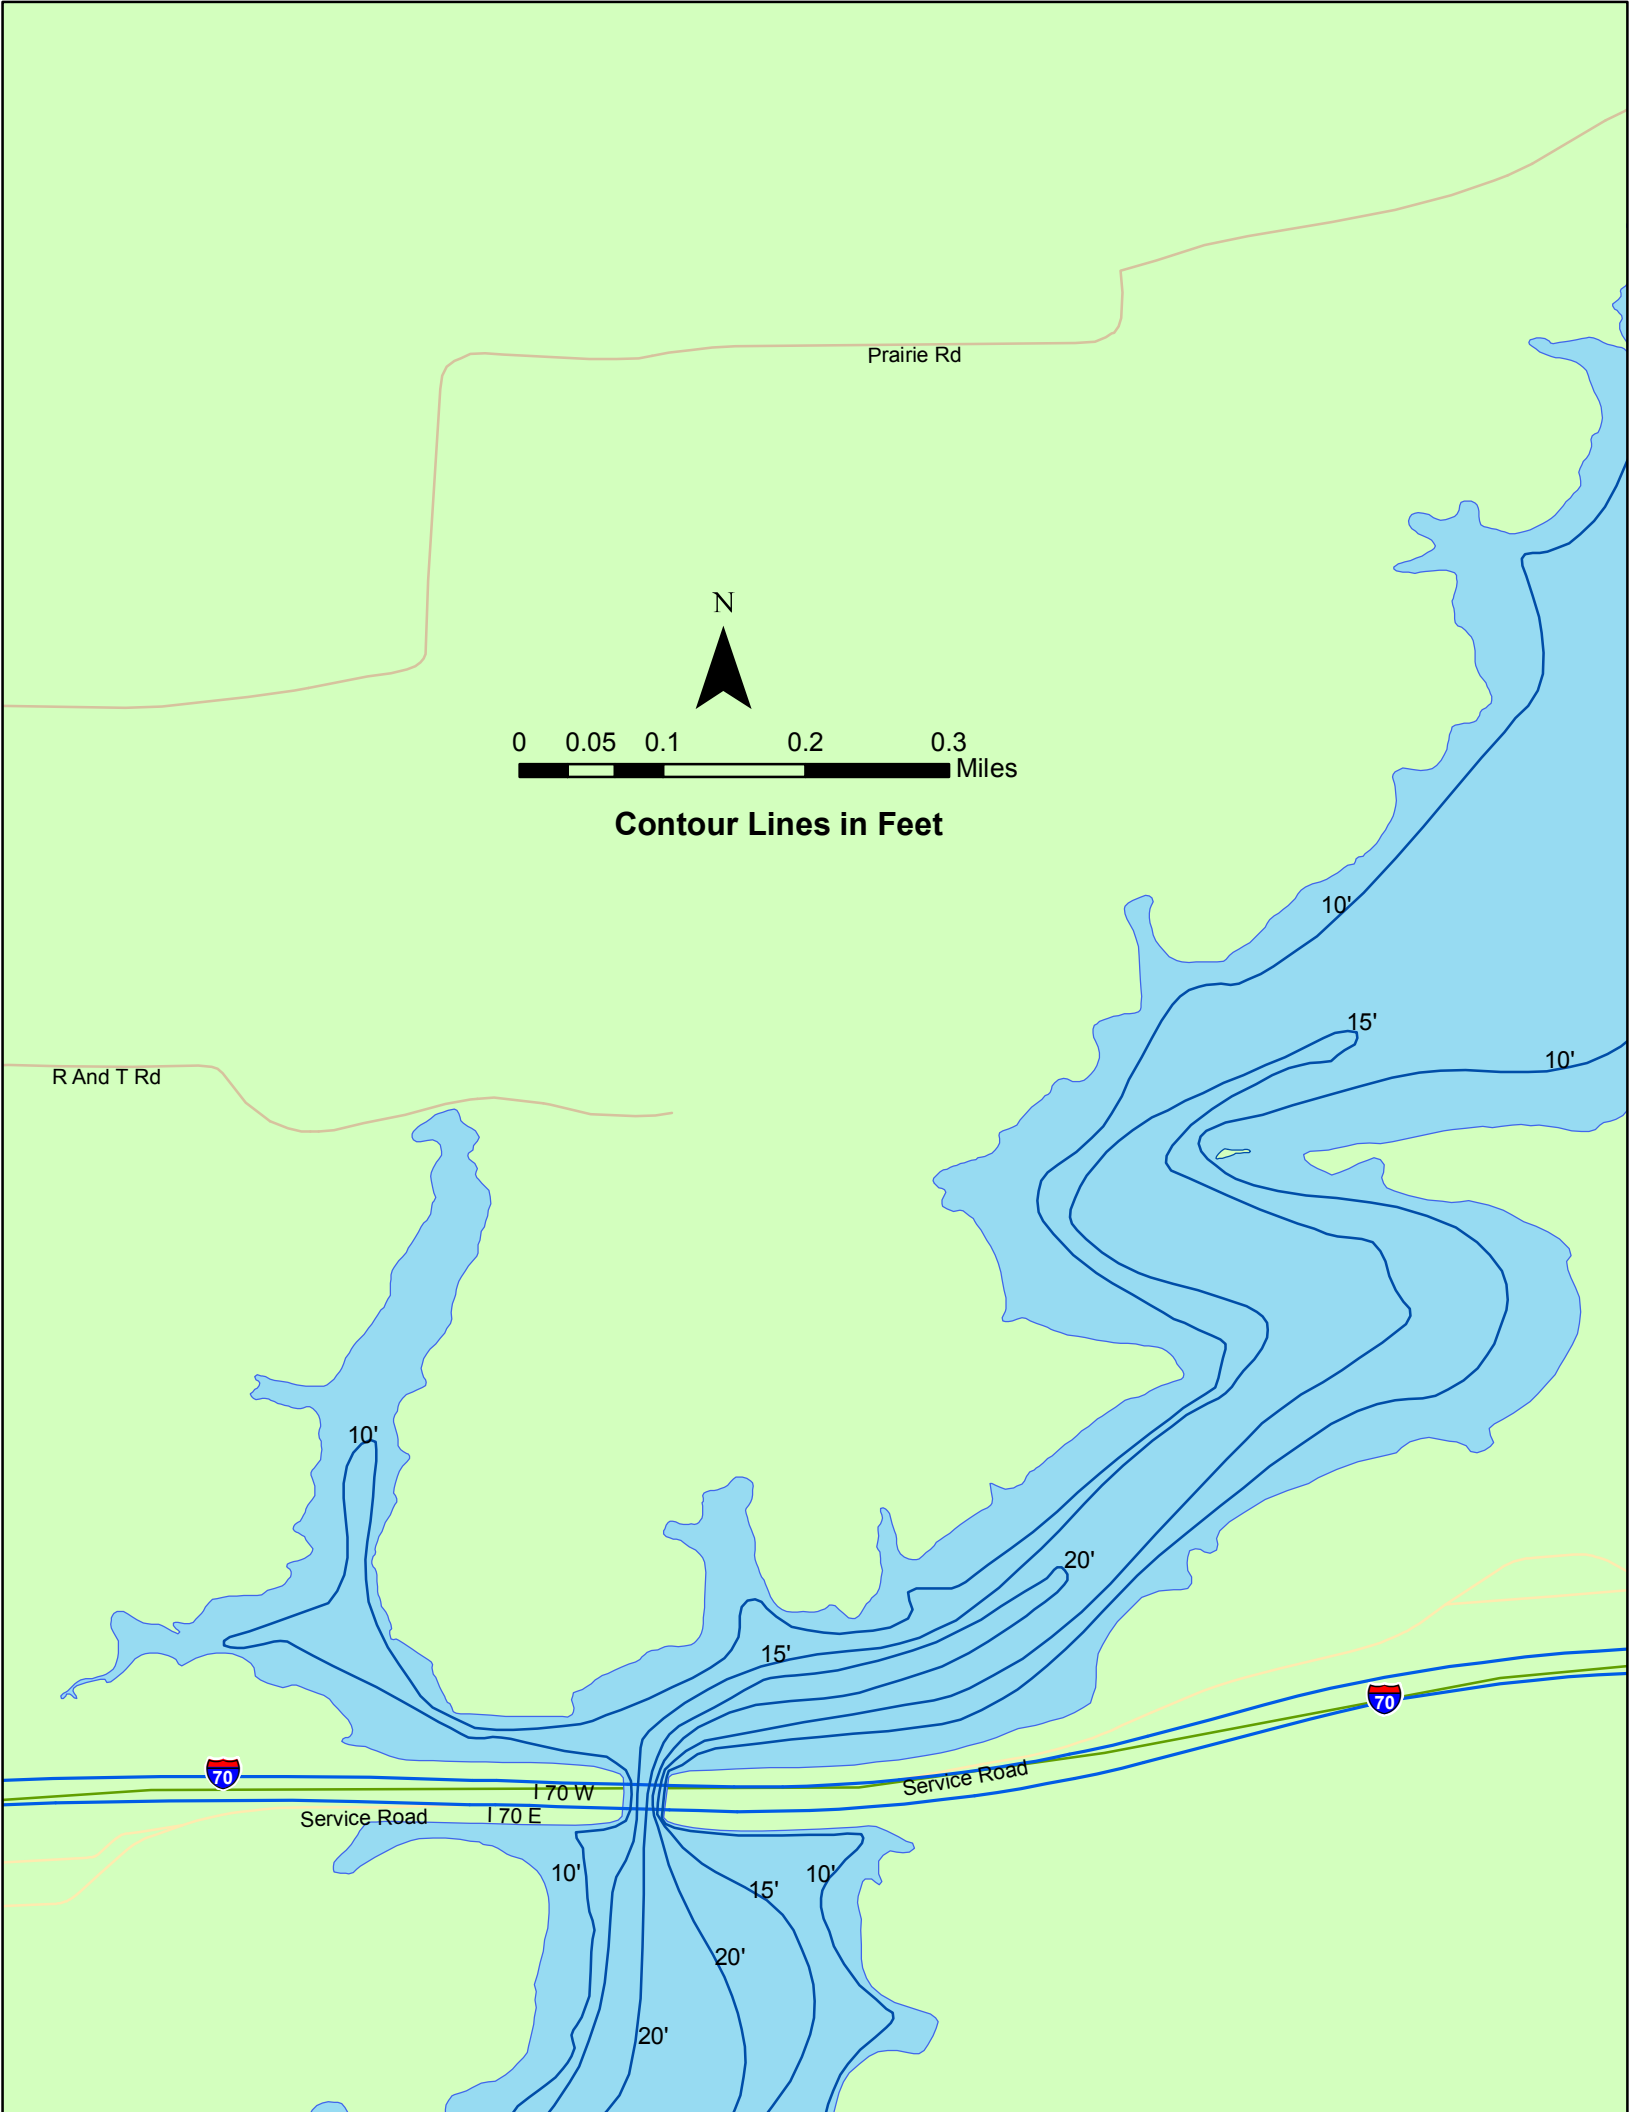 Prairie Rd
N
0 0.05 0.1 0.2 0.3
Miles
Contour Lines in Feet
10'
15'
10'
R And T Rd
10'
20'
15'
70
70
I 70 W
Service Road
Service Road
I 70 E
10'
10'
15'
20'
20'